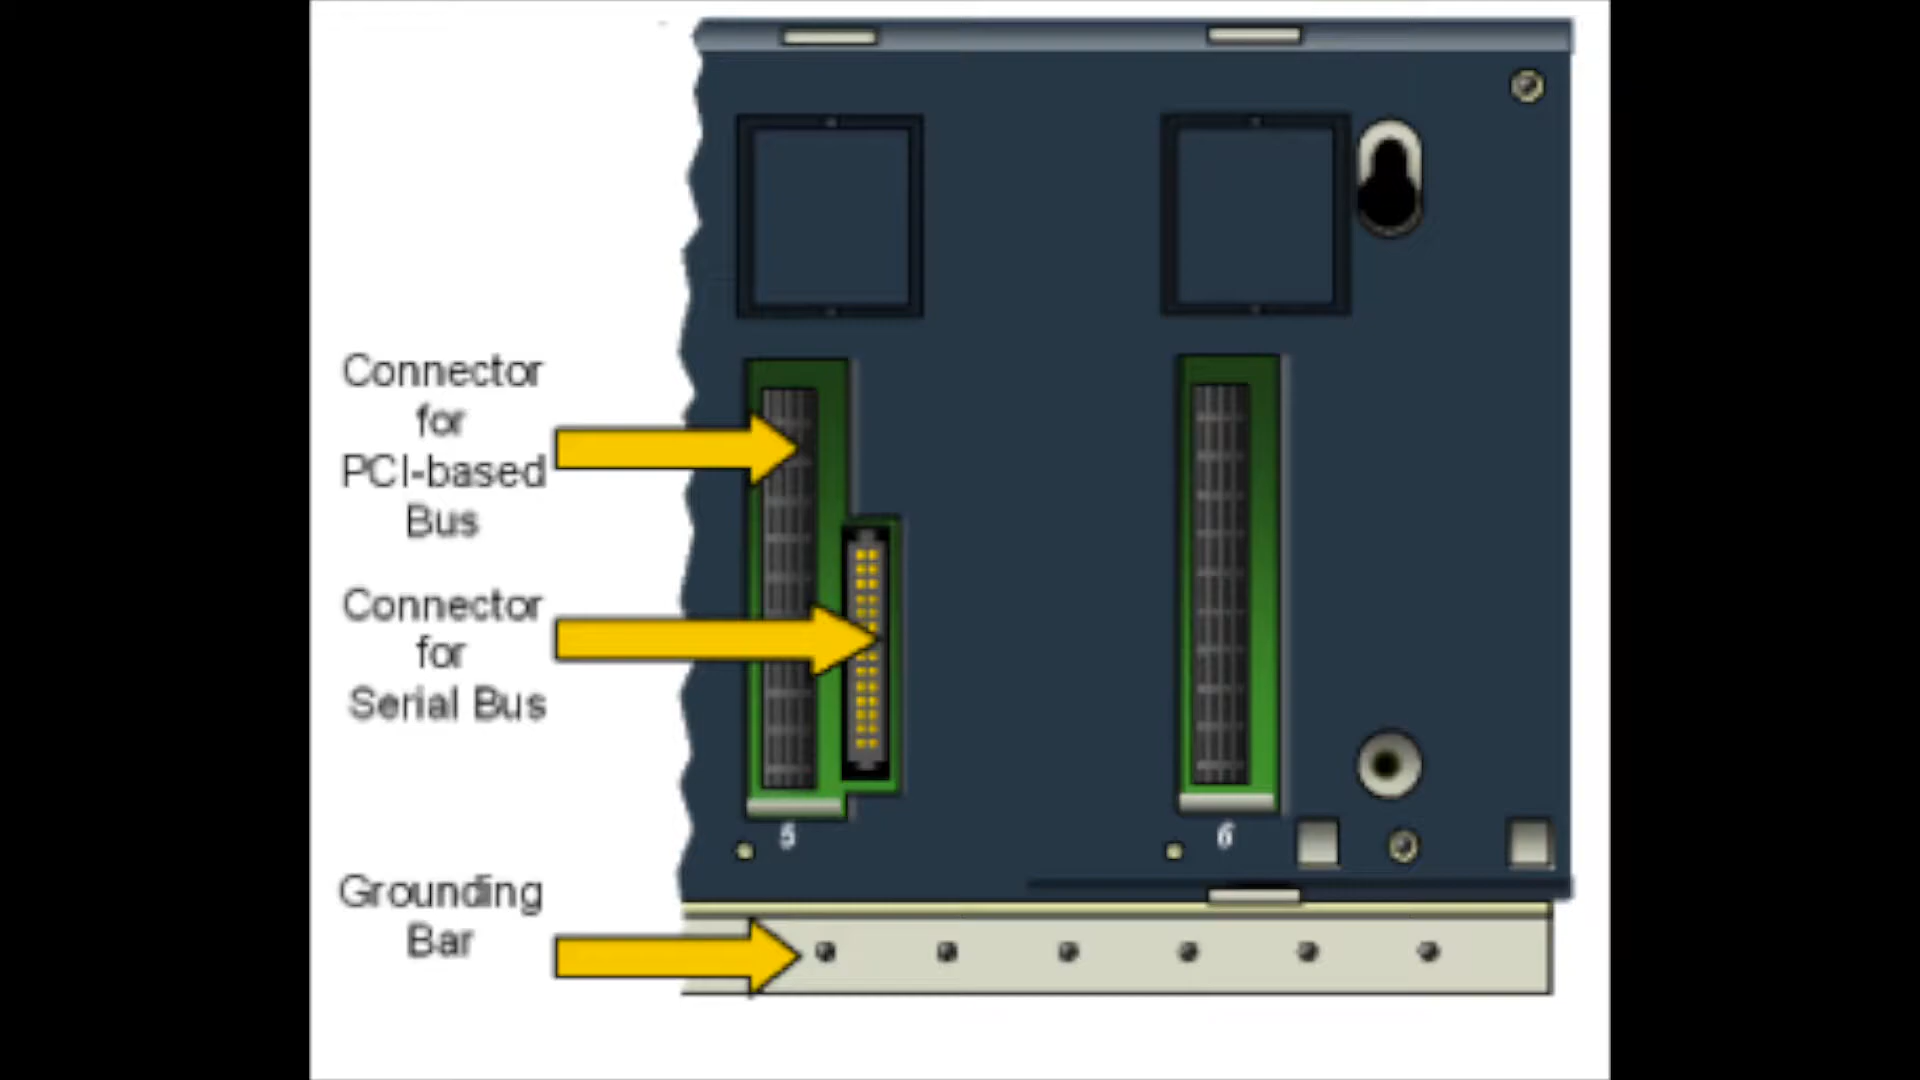 Connector
for
PCI-based
Bus
Connector
for
Serial Bus
5
6
Grounding
Bar